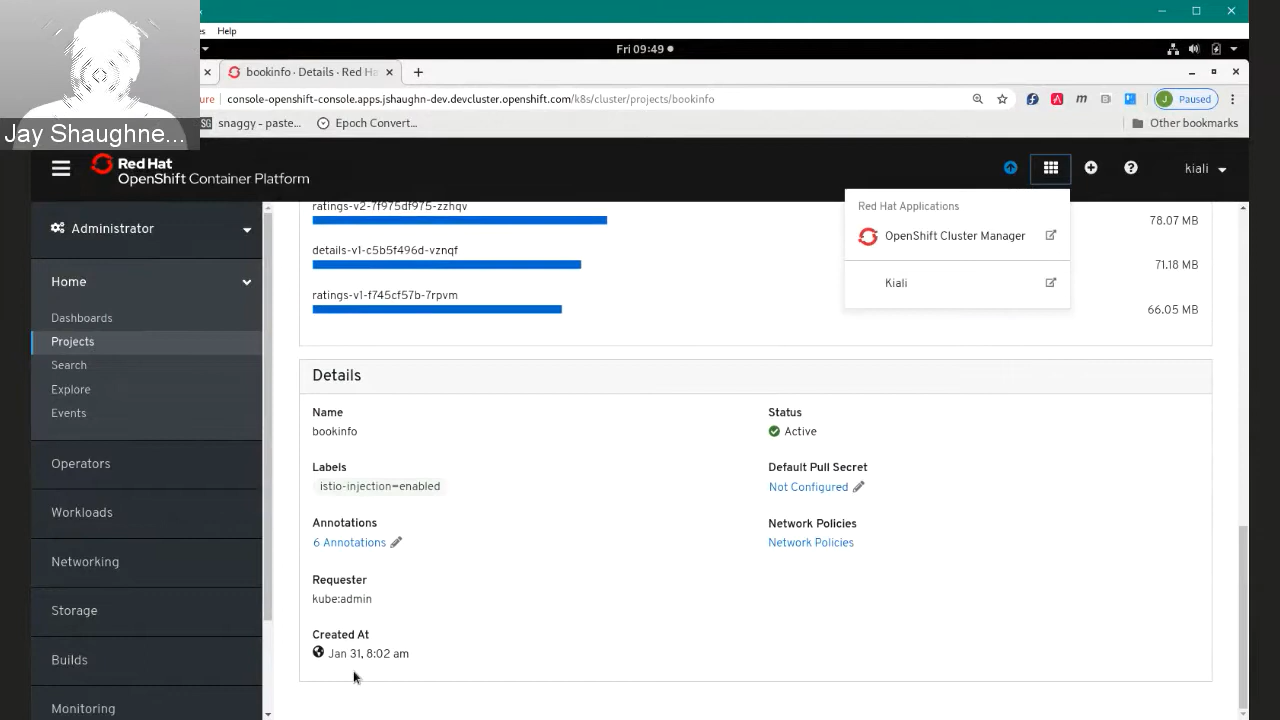 Help
Fri 09:49
bookinfo · Details · Red Ha
console-openshift-console.apps.jshaughn-dev.devcluster.openshift.com/k8s/cluster/projects/bookinfo
J Paused
snaggy - paste...
Epoch Convert...
Other bookmarks
Jay Shaughne...
Red Hat
OpenShift Container Platform
kiali
Administrator
Home
Dashboards
Projects
Search
Explore
Events
Operators
Workloads
Networking
Storage
Builds
Monitoring
Red Hat Applications
OpenShift Cluster Manager
Kiali
ratings-v2-7f975df975-zzhqv
78.07 MB
details-v1-c5b5f496d-vznqf
71.18 MB
ratings-v1-f745cf57b-7rpvm
66.05 MB
Details
Name
bookinfo
Status
Active
Labels
istio-injection=enabled
Default Pull Secret
Not Configured
Annotations
6 Annotations
Network Policies
Network Policies
Requester
kube:admin
Created At
Jan 31, 8:02 am